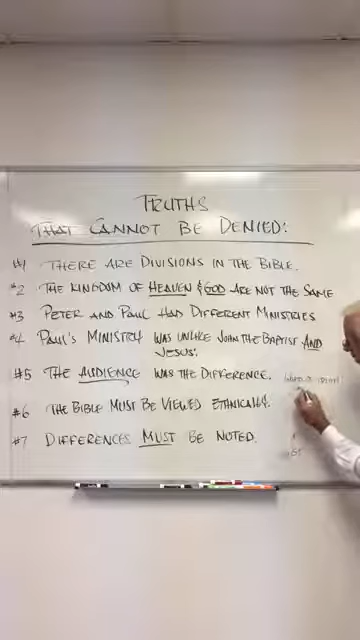 TRUTHS
THAT CANNOT BE DENIED:
#1 THERE ARE DIVISIONS IN THE BIBLE.
#2 THE KINGDOM OF HEAVEN & GOD ARE NOT THE SAME
#3 PETER AND PAUL HAD DIFFERENT MINISTRIES
#4 PAUL'S MINISTRY WAS UNLIKE JOHN THE BAPTIST AND
JESUS'.
#5 THE AUDIENCE WAS THE DIFFERENCE.
#6 THE BIBLE MUST BE VIEWED ETHNICALLY.
#7 DIFFERENCES MUST BE NOTED.